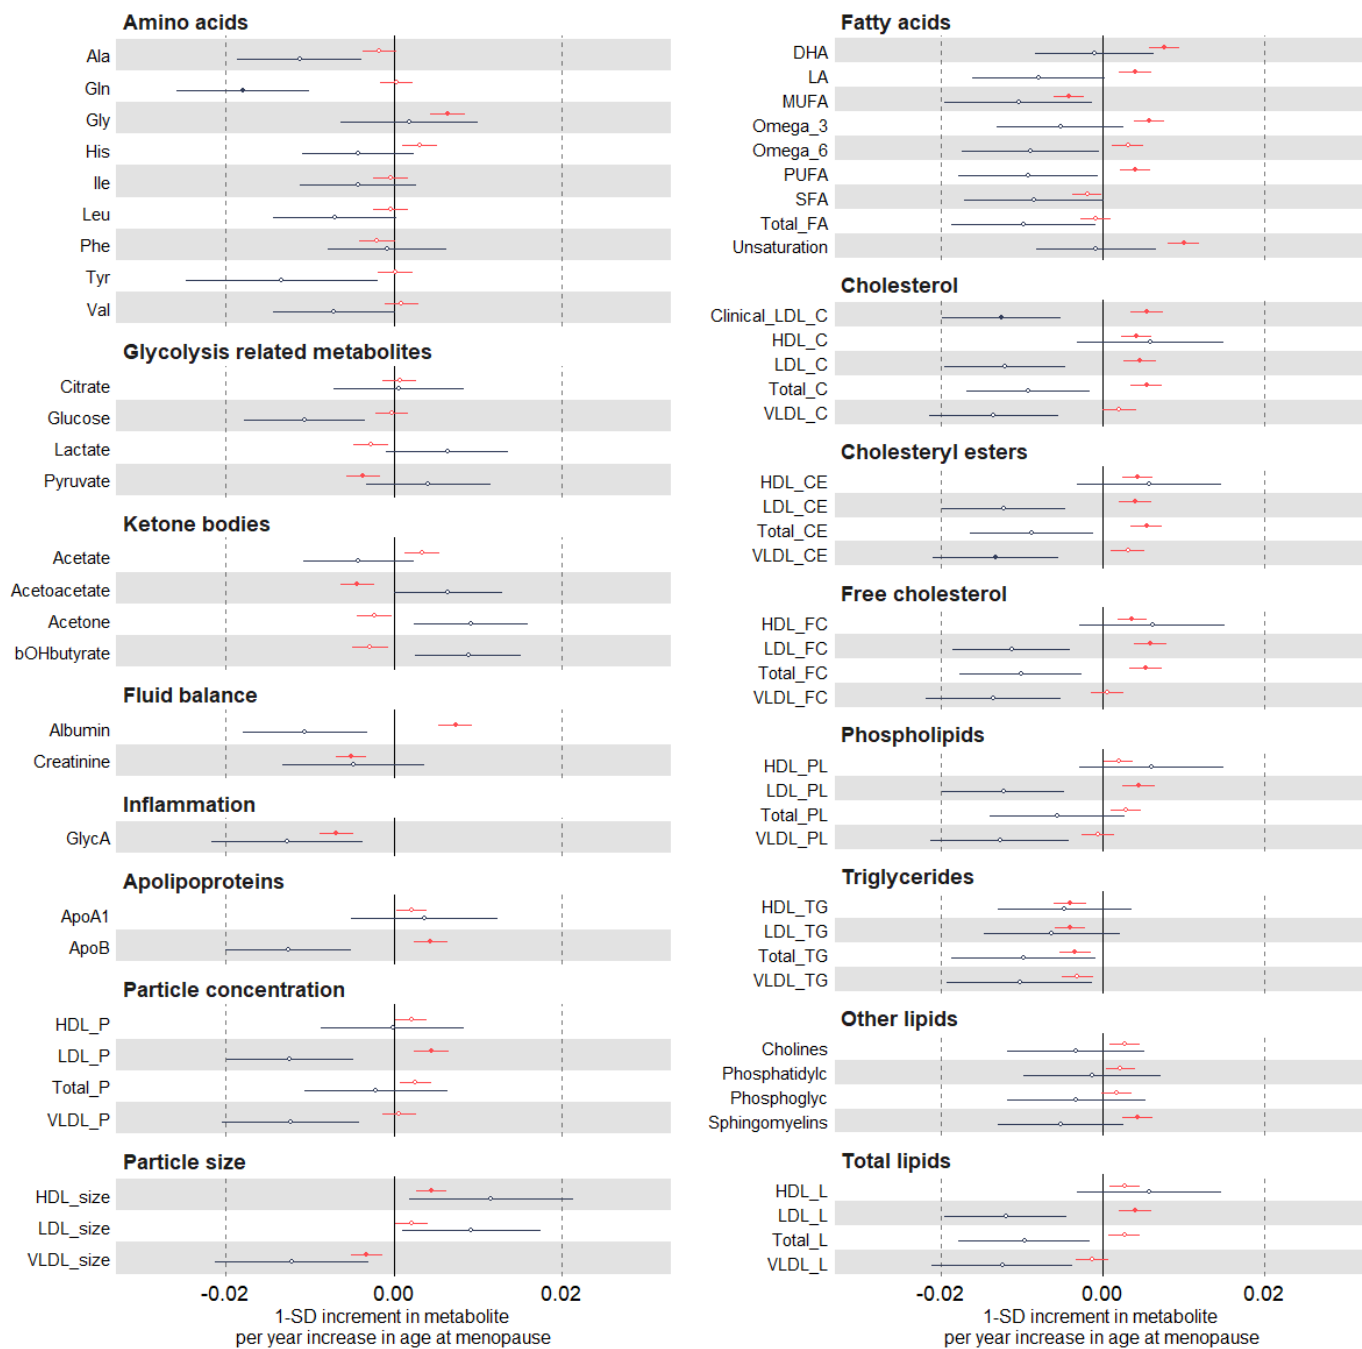 Amino acids
Ala
Gln
Gly
His
Ile
Leu
Phe
Tyr
Val
Glycolysis related metabolites
Citrate
Glucose
Lactate
Pyruvate
Ketone bodies
Acetate
Acetoacetate
Acetone
bOHbutyrate
Fluid balance
Albumin
Creatinine
Inflammation
GlycA
Apolipoproteins
ApoA1
ApoB
Particle concentration
HDL_P
LDL_P
Total_P
VLDL_P
Particle size
HDL_size
LDL_size
VLDL_size
-0.02 0.00 0.02
1-SD increment in metabolite
per year increase in age at menopause
Fatty acids
DHA
LA
MUFA
Omega_3
Omega_6
PUFA
SFA
Total_FA
Unsaturation
Cholesterol
Clinical_LDL_C
HDL_C
LDL_C
Total_C
VLDL_C
Cholesteryl esters
HDL_CE
LDL_CE
Total_CE
VLDL_CE
Free cholesterol
HDL_FC
LDL_FC
Total_FC
VLDL_FC
Phospholipids
HDL_PL
LDL_PL
Total_PL
VLDL_PL
Triglycerides
HDL_TG
LDL_TG
Total_TG
VLDL_TG
Other lipids
Cholines
Phosphatidylc
Phosphoglyc
Sphingomyelins
Total lipids
HDL_L
LDL_L
Total_L
VLDL_L
-0.02 0.00 0.02
1-SD increment in metabolite
per year increase in age at menopause